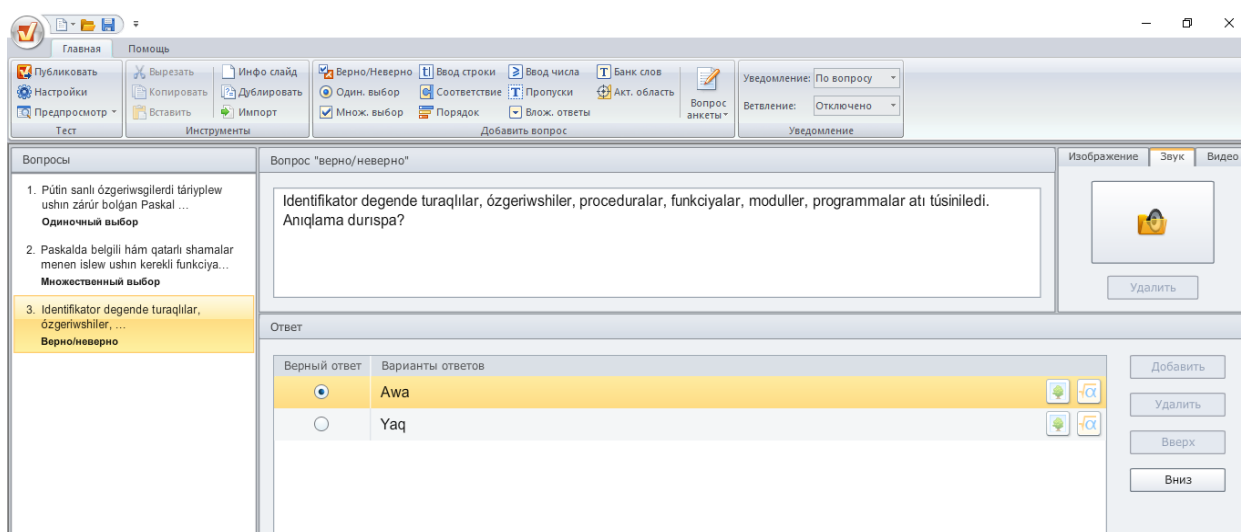 Главная Помощь
Публиковать Вырезать Инфо слайд Верно/Неверно Ввод строки Ввод числа Банк слов
Настройки Копировать Дублировать Один. выбор Соответствие Пропуски Акт. область
Предпросмотр Вставить Импорт Множ. выбор Порядок Влож. ответы
Вопрос анкеты
Уведомление: По вопросу
Ветвление: Отключено
Тест Инструменты Добавить вопрос Уведомление
Вопросы
1. Pútin sanlı ózgeriwsgilerdi táriyplew
ushın zárúr bolǵan Paskal ...
Одиночный выбор
2. Paskalda belgili hám qatarlı shamalar
menen islew ushın kerekli funkciya...
Множественный выбор
3. Identifikator degende turaqlılar,
ózgeriwshiler, ...
Верно/неверно
Вопрос "верно/неверно"
Identifikator degende turaqlılar, ózgeriwshiler, proceduralar, funkciyalar, moduller, programmalar atı túsiniledi.
Anıqlama durıspa?
Изображение Звук Видео
Удалить
Ответ
Верный ответ Варианты ответов
Awa
Yaq
Добавить
Удалить
Вверх
Вниз